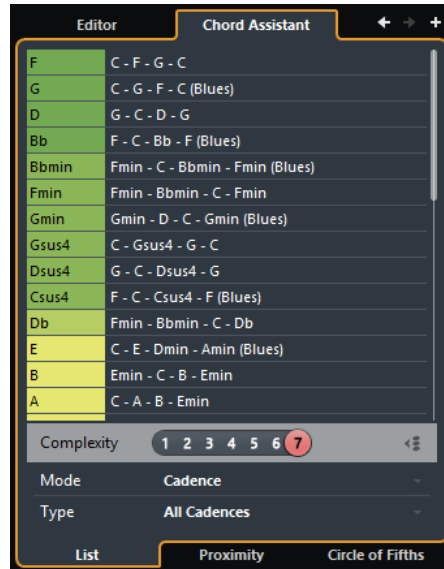 Editor Chord Assistant
F C - F - G - C
G C - G - F - C (Blues)
D G - C - D - G
Bb F - C - Bb - F (Blues)
Bbmin Fmin - C - Bbmin - Fmin (Blues)
Fmin Fmin - Bbmin - C - Fmin
Gmin Gmin - D - C - Gmin (Blues)
Gsus4 C - Gsus4 - G - C
Dsus4 G - C - Dsus4 - G
Csus4 F - C - Csus4 - F (Blues)
Db Fmin - Bbmin - C - Db
E C - E - Dmin - Amin (Blues)
B Emin - C - B - Emin
A C - A - B - Emin
Complexity 1 2 3 4 5 6 7
Mode Cadence
Type All Cadences
List Proximity Circle of Fifths